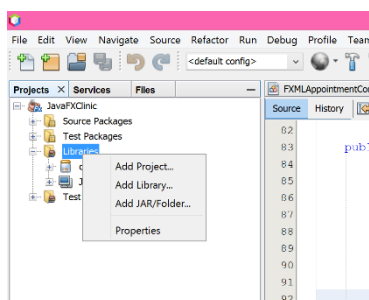 File Edit View Navigate Source Refactor Run Debug Profile Team
<default config>
Projects × Services Files
FXMLAppointmentCo
JavaFXClinic
Source History
Source Packages
82
Test Packages
83 publ
Libraries
84
Add Project...
85
Add Library...
86
Test
Add JAR/Folder...
87
88
Properties
89
90
91
92